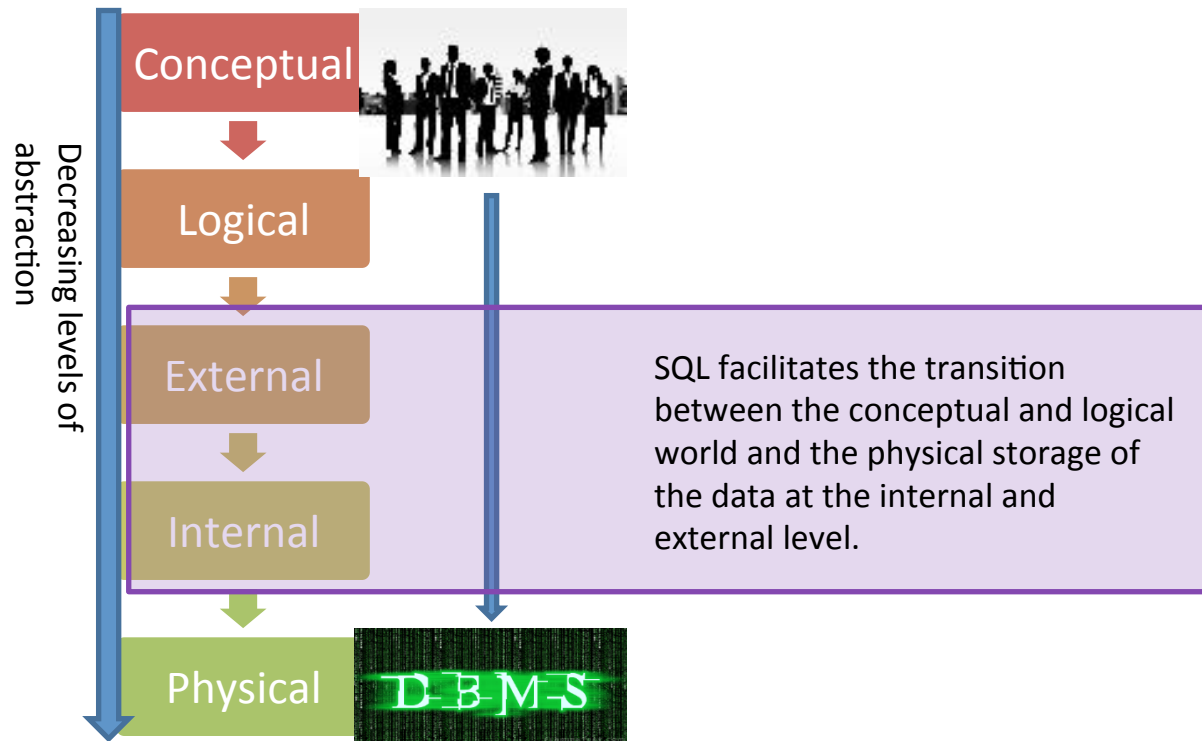 Decreasing levels of
abstraction
Conceptual
Logical
External
Internal
Physical
SQL facilitates the transition
between the conceptual and logical
world and the physical storage of
the data at the internal and
external level.
DBMS